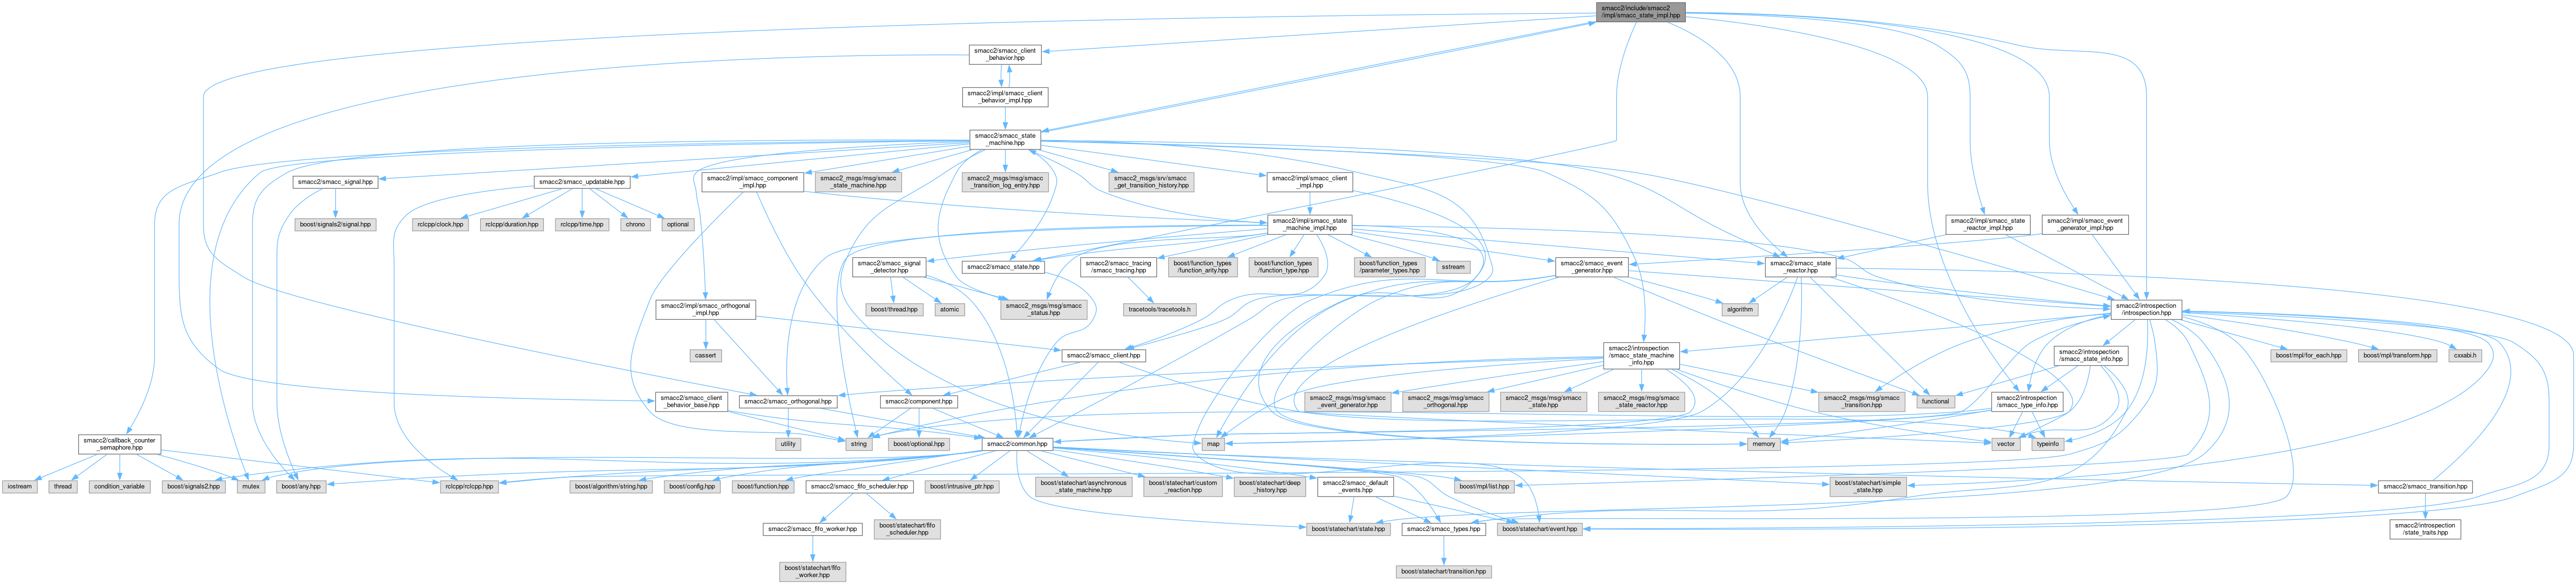 smacc2/include/smacc2
/impl/smacc_state_impl.hpp
smacc2/smacc_client
_behavior.hpp
smacc2/impl/smacc_client
_behavior_impl.hpp
smacc2/smacc_state
_machine.hpp
smacc2/smacc_signal.hpp
smacc2/smacc_updatable.hpp
smacc2/impl/smacc_component
_impl.hpp
smacc2_msgs/msg/smacc
_state_machine.hpp
smacc2_msgs/msg/smacc
_transition_log_entry.hpp
smacc2_msgs/srv/smacc
_get_transition_history.hpp
smacc2/impl/smacc_client
_impl.hpp
boost/signals2/signal.hpp
rclcpp/clock.hpp
rclcpp/duration.hpp
rclcpp/time.hpp
chrono
optional
smacc2/impl/smacc_state
_machine_impl.hpp
smacc2/impl/smacc_state
_reactor_impl.hpp
smacc2/impl/smacc_event
_generator_impl.hpp
smacc2/smacc_signal
_detector.hpp
smacc2/smacc_state.hpp
smacc2/smacc_tracing
/smacc_tracing.hpp
boost/function_types
/function_arity.hpp
boost/function_types
/function_type.hpp
boost/function_types
/parameter_types.hpp
sstream
smacc2/smacc_event
_generator.hpp
smacc2/smacc_state
_reactor.hpp
smacc2/impl/smacc_orthogonal
_impl.hpp
boost/thread.hpp
atomic
smacc2_msgs/msg/smacc
_status.hpp
tracetools/tracetools.h
algorithm
smacc2/introspection
/introspection.hpp
cassert
smacc2/smacc_client.hpp
smacc2/introspection
/smacc_state_machine
_info.hpp
smacc2/introspection
/smacc_state_info.hpp
boost/mpl/for_each.hpp
boost/mpl/transform.hpp
cxxabi.h
smacc2/smacc_client
_behavior_base.hpp
smacc2/smacc_orthogonal.hpp
smacc2/component.hpp
smacc2_msgs/msg/smacc
_event_generator.hpp
smacc2_msgs/msg/smacc
_orthogonal.hpp
smacc2_msgs/msg/smacc
_state.hpp
smacc2_msgs/msg/smacc
_state_reactor.hpp
smacc2_msgs/msg/smacc
_transition.hpp
functional
smacc2/introspection
/smacc_type_info.hpp
smacc2/callback_counter
_semaphore.hpp
utility
string
boost/optional.hpp
smacc2/common.hpp
map
memory
vector
typeinfo
iostream
thread
condition_variable
boost/signals2.hpp
mutex
boost/any.hpp
rclcpp/rclcpp.hpp
boost/algorithm/string.hpp
boost/config.hpp
boost/function.hpp
smacc2/smacc_fifo_scheduler.hpp
boost/intrusive_ptr.hpp
boost/statechart/asynchronous
_state_machine.hpp
boost/statechart/custom
_reaction.hpp
boost/statechart/deep
_history.hpp
smacc2/smacc_default
_events.hpp
boost/mpl/list.hpp
boost/statechart/simple
_state.hpp
smacc2/smacc_transition.hpp
smacc2/smacc_fifo_worker.hpp
boost/statechart/fifo
_scheduler.hpp
boost/statechart/state.hpp
smacc2/smacc_types.hpp
boost/statechart/event.hpp
smacc2/introspection
/state_traits.hpp
boost/statechart/fifo
_worker.hpp
boost/statechart/transition.hpp